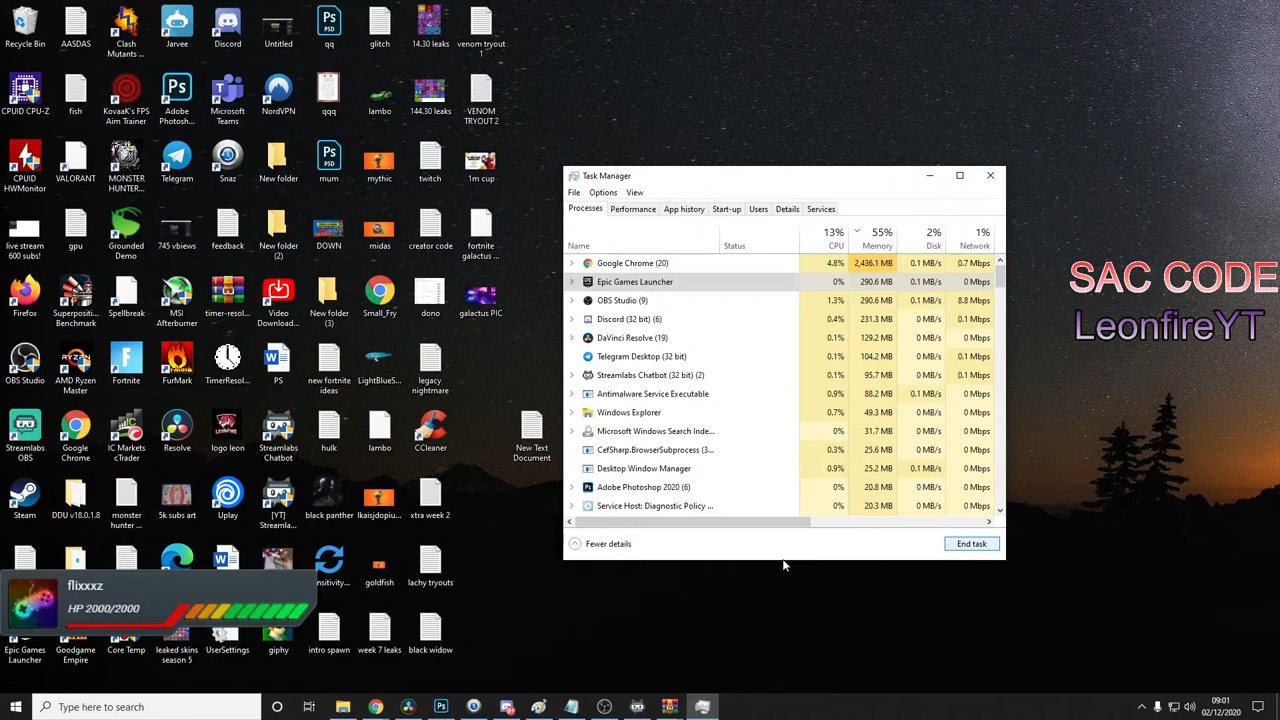 Recycle Bin
AASDAS
Clash
Mutants ...
Jarvee
Discord
Untitled
qq
glitch
14.30 leaks
venom tryout
1
CPUID CPU-Z
fish
KovaaK's FPS
Aim Trainer
Adobe
Photosh...
Microsoft
Teams
NordVPN
qqq
lambo
144.30 leaks
VENOM
TRYOUT 2
CPUID
HWMonitor
VALORANT
MONSTER
HUNTER...
Telegram
Snaz
New folder
mum
mythic
twitch
1m cup
live stream
600 subs!
gpu
Grounded
Demo
745 vbiews
feedback
New folder
(2)
DOWN
midas
creator code
fortnite
galactus ...
Firefox
Superpositi...
Benchmark
Spellbreak
MSI
Afterburner
timer-resol...
Video
Download...
New folder
(3)
Small_Fry
dono
galactus PIC
OBS Studio
AMD Ryzen
Master
Fortnite
FurMark
TimerResol...
PS
new fortnite
ideas
LightBlueS...
legacy
nightmare
Streamlabs
OBS
Google
Chrome
IC Markets
cTrader
Resolve
logo leon
Streamlabs
Chatbot
hulk
lambo
CCleaner
New Text
Document
Steam
DDU v18.0.1.8
monster
hunter ...
5k subs art
Uplay
[YT]
Streamla...
black panther
lkaisjdopiu...
xtra week 2
nsitivity...
goldfish
lachy tryouts
flixxxz
HP 2000/2000
Epic Games
Launcher
Goodgame
Empire
Core Temp
leaked skins
season 5
UserSettings
giphy
intro spawn
week 7 leaks
black widow
Task Manager
File Options View
Processes Performance App history Start-up Users Details Services
13% 55% 2% 1%
Name Status CPU Memory Disk Network
Google Chrome (20) 4.8% 2,436.1 MB 0.1 MB/s 0.7 Mbps
Epic Games Launcher 0% 290.6 MB 0.1 MB/s 0 Mbps
OBS Studio (9) 1.3% 290.6 MB 0.1 MB/s 8.8 Mbps
Discord (32 bit) (6) 0.4% 231.3 MB 0.1 MB/s 0.1 Mbps
DaVinci Resolve (19) 0.1% 129.2 MB 0 MB/s 0 Mbps
Telegram Desktop (32 bit) 0.1% 104.2 MB 0 MB/s 0.1 Mbps
Streamlabs Chatbot (32 bit) (2) 0.1% 95.7 MB 0 MB/s 0.1 Mbps
Antimalware Service Executable 0.9% 88.2 MB 0.1 MB/s 0 Mbps
Windows Explorer 0.7% 49.3 MB 0 MB/s 0 Mbps
Microsoft Windows Search Inde... 0% 31.7 MB 0 MB/s 0 Mbps
CefSharp.BrowserSubprocess (3... 0.3% 25.6 MB 0 MB/s 0 Mbps
Desktop Window Manager 0.9% 25.2 MB 0.1 MB/s 0 Mbps
Adobe Photoshop 2020 (6) 0% 20.8 MB 0 MB/s 0 Mbps
Service Host: Diagnostic Policy ... 0% 20.3 MB 0 MB/s 0 Mbps
Fewer details
End task
SAC CODE
LeonfireYT
Type here to search
09:01
02/12/2020